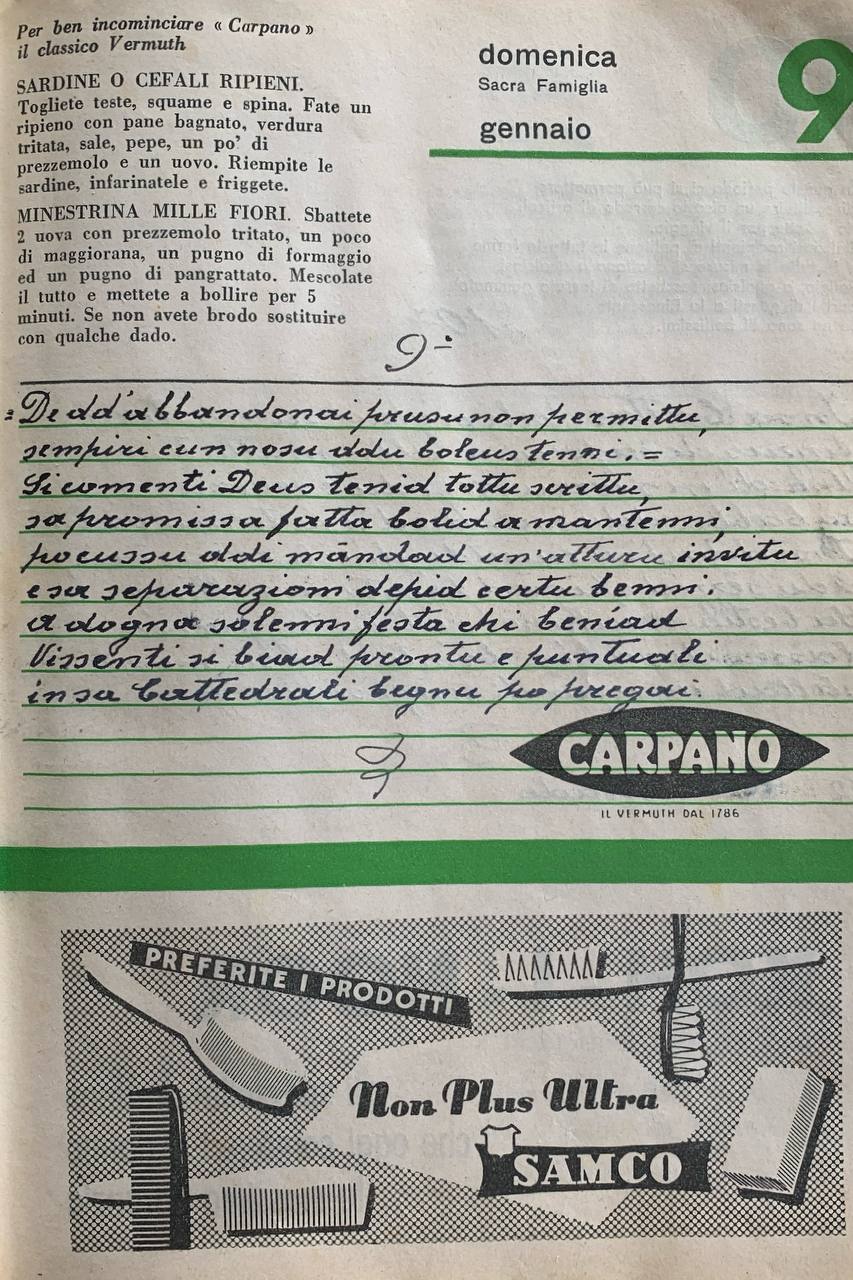 Per ben incominciare « Carpano »
il classico Vermuth
SARDINE O CEFALI RIPIENI.
Togliete teste, squame e spina. Fate un
ripieno con pane bagnato, verdura
tritata, sale, pepe, un po' di
prezzemolo e un uovo. Riempite le
sardine, infarinatele e friggete.
MINESTRINA MILLE FIORI. Sbattete
2 uova con prezzemolo tritato, un poco
di maggiorana, un pugno di formaggio
ed un pugno di pangrattato. Mescolate
il tutto e mettete a bollire per 5
minuti. Se non avete brodo sostituire
con qualche dado.
domenica
Sacra Famiglia
gennaio
9
9=
= De dd'abbandonai prusu non permittu,
sempiri cun nosu ddu boleus tenni. =
Sicomenti Deus tenid tottu scrittu,
sa promissa fatta bolid a mantenni,
po cussu ddi mandad un'atturu invitu
e sa separazioni depid certu benni.
a dogna solenni festa chi beniad
Vissenti si biad prontu e puntuali
in sa Cattedrali begnu po pregai.
CARPANO
IL VERMUTH DAL 1786
PREFERITE I PRODOTTI
Non Plus Ultra
SAMCO